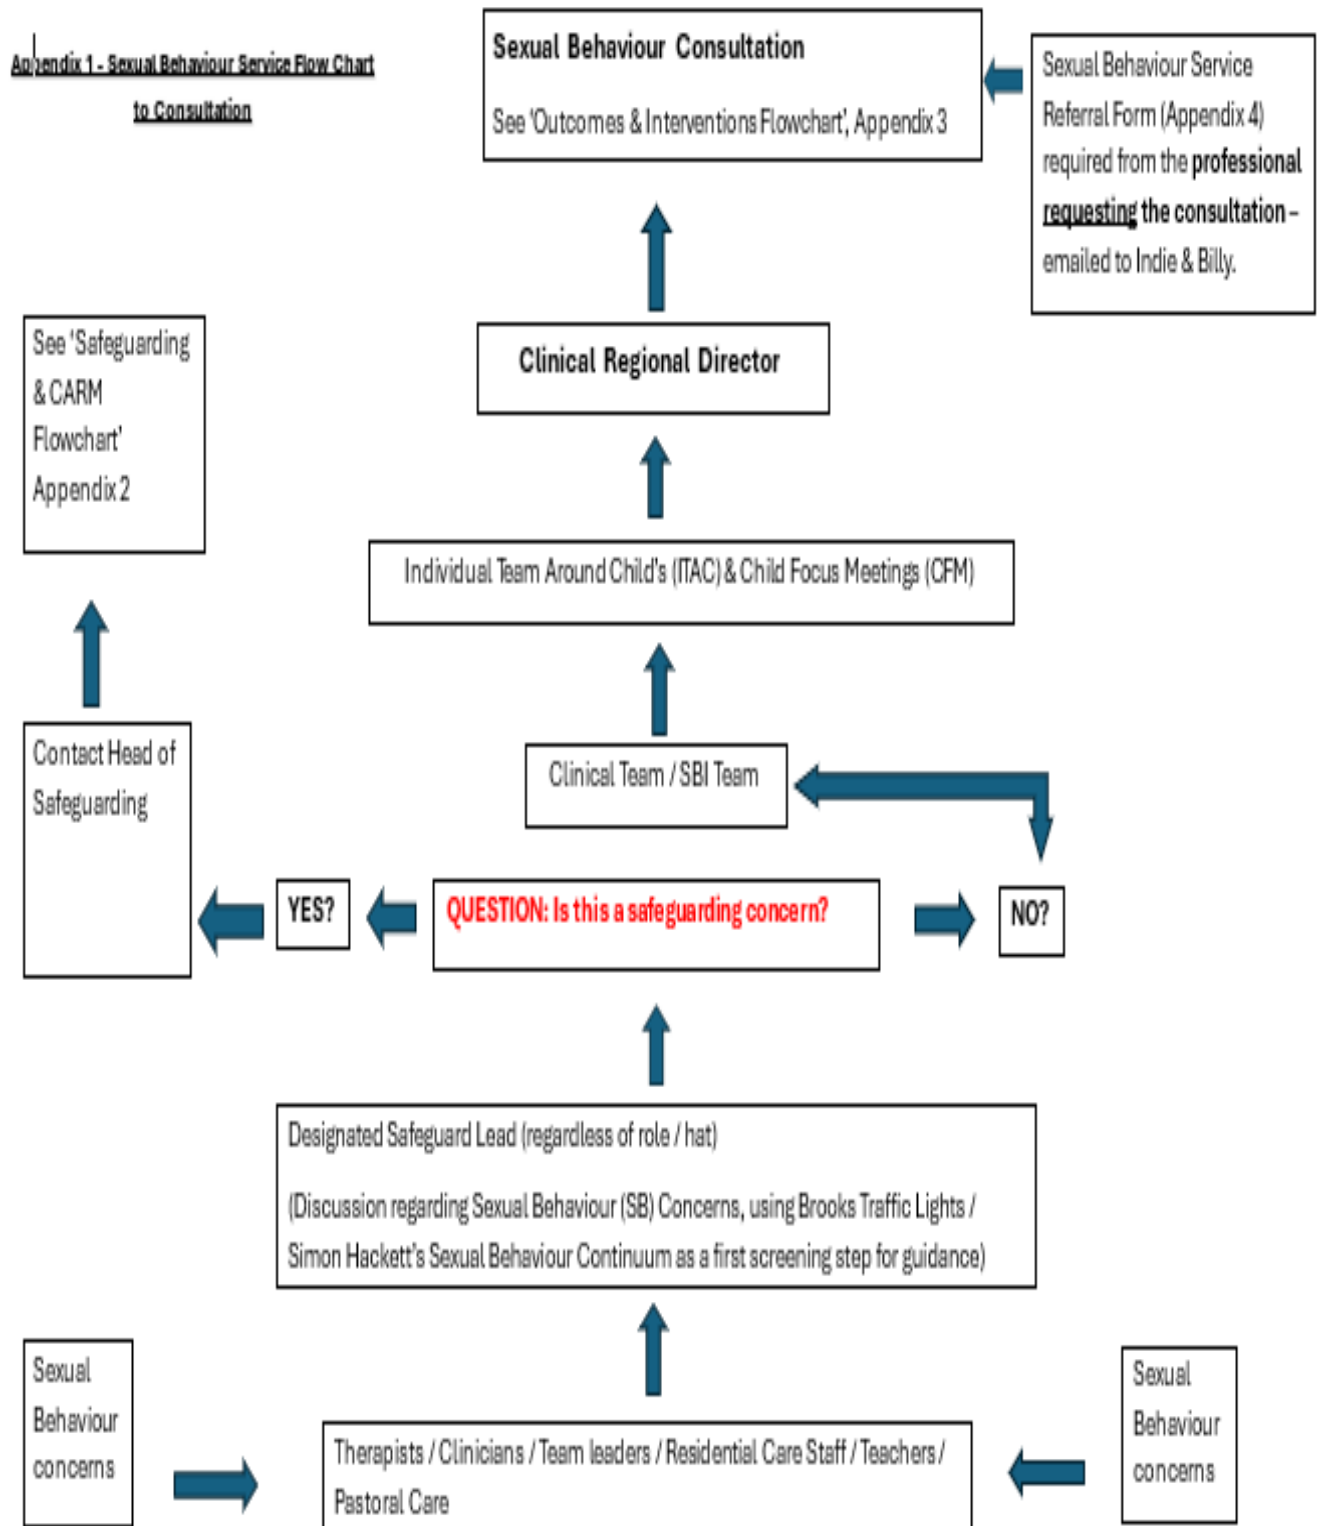 Appendix 1 - Sexual Behaviour Service Flow Chart
to Consultation
Sexual Behaviour Consultation
See 'Outcomes & Interventions Flowchart', Appendix 3
Sexual Behaviour Service
Referral Form (Appendix 4)
required from the professional
requesting the consultation –
emailed to Indie & Billy.
See 'Safeguarding
& CARM
Flowchart'
Appendix 2
Clinical Regional Director
Individual Team Around Child's (ITAC) & Child Focus Meetings (CFM)
Contact Head of
Safeguarding
Clinical Team / SBI Team
YES?
QUESTION: Is this a safeguarding concern?
NO?
Designated Safeguard Lead (regardless of role / hat)
(Discussion regarding Sexual Behaviour (SB) Concerns, using Brooks Traffic Lights /
Simon Hackett's Sexual Behaviour Continuum as a first screening step for guidance)
Sexual
Behaviour
concerns
Therapists / Clinicians / Team leaders / Residential Care Staff / Teachers /
Pastoral Care
Sexual
Behaviour
concerns